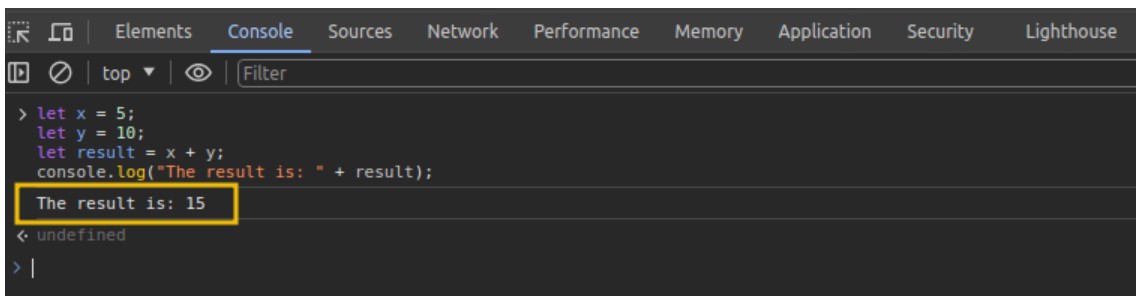 Elements Console Sources Network Performance Memory Application Security Lighthouse
top Filter
> let x = 5;
let y = 10;
let result = x + y;
console.log("The result is: " + result);
The result is: 15
undefined
>